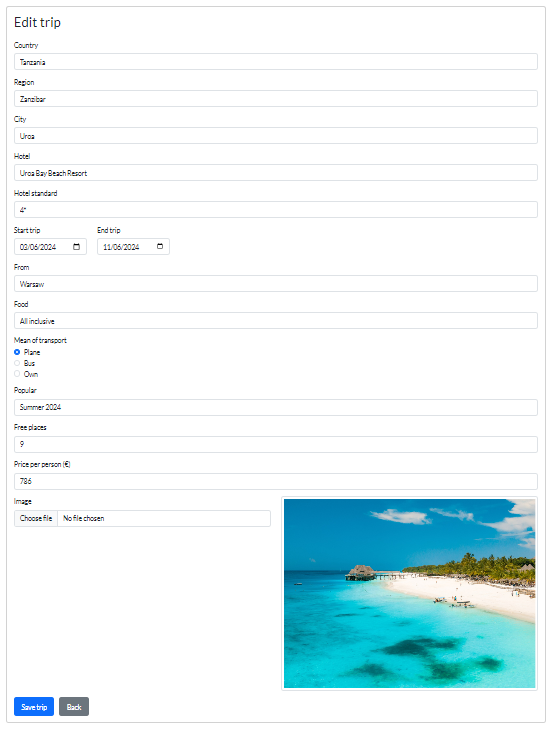 Edit trip
Country
Tanzania
Region
Zanzibar
City
Uroa
Hotel
Uroa Bay Beach Resort
Hotel standard
4*
Start trip End trip
03/06/2024 11/06/2024
From
Warsaw
Food
All inclusive
Mean of transport
Plane
Bus
Own
Popular
Summer 2024
Free places
9
Price per person (€)
786
Image
Choose file No file chosen
Save trip Back